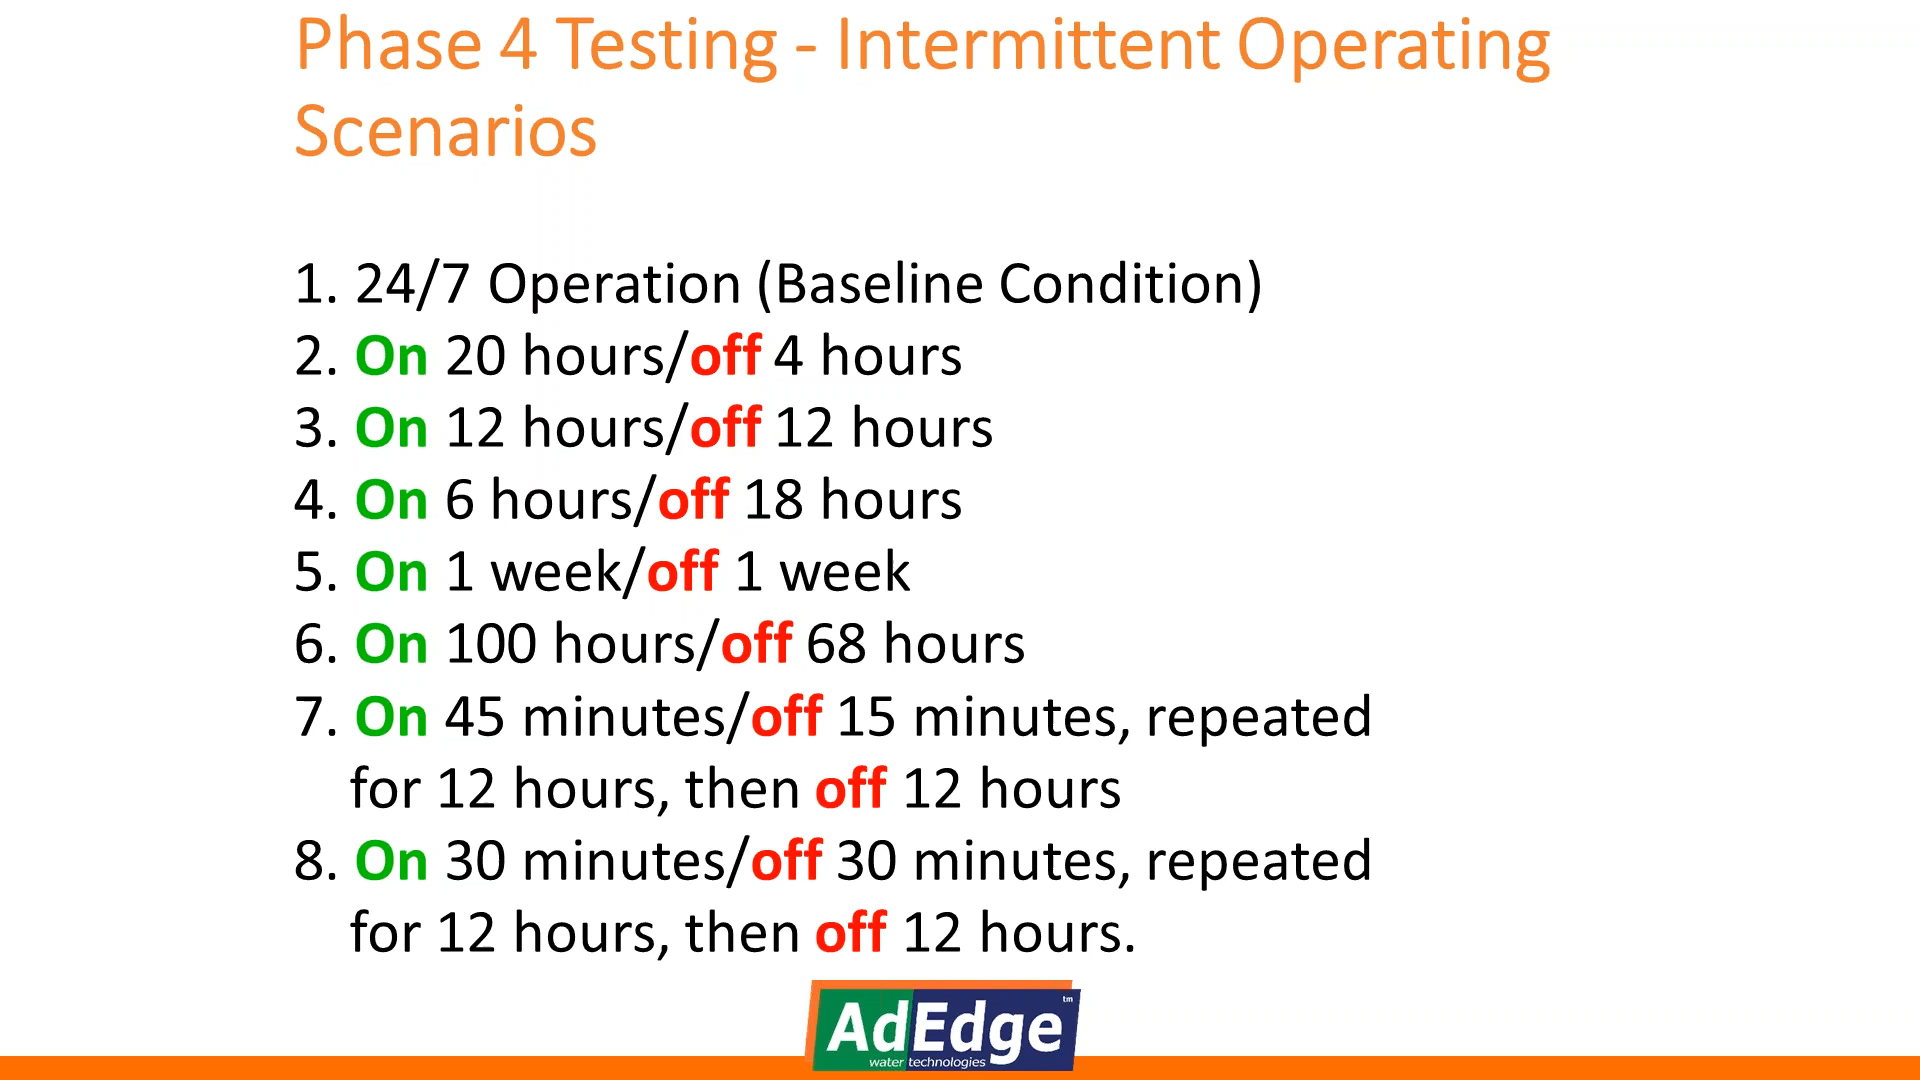 Phase 4 Testing - Intermittent Operating
Scenarios
1. 24/7 Operation (Baseline Condition)
2. On 20 hours/off 4 hours
3. On 12 hours/off 12 hours
4. On 6 hours/off 18 hours
5. On 1 week/off 1 week
6. On 100 hours/off 68 hours
7. On 45 minutes/off 15 minutes, repeated
for 12 hours, then off 12 hours
8. On 30 minutes/off 30 minutes, repeated
for 12 hours, then off 12 hours.
AdEdge tm
water technologies